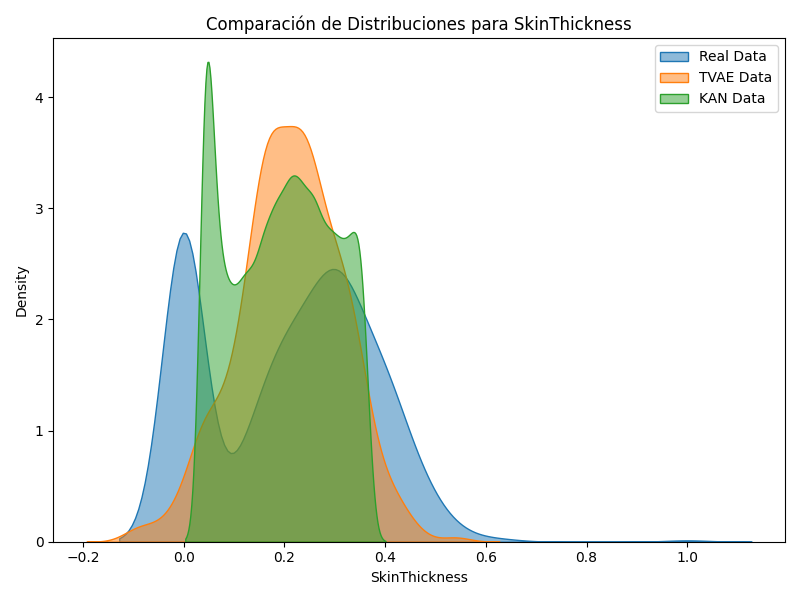 Comparación de Distribuciones para SkinThickness
Real Data
TVAE Data
KAN Data
Density
4
3
2
1
0
−0.2 0.0 0.2 0.4 0.6 0.8 1.0
SkinThickness